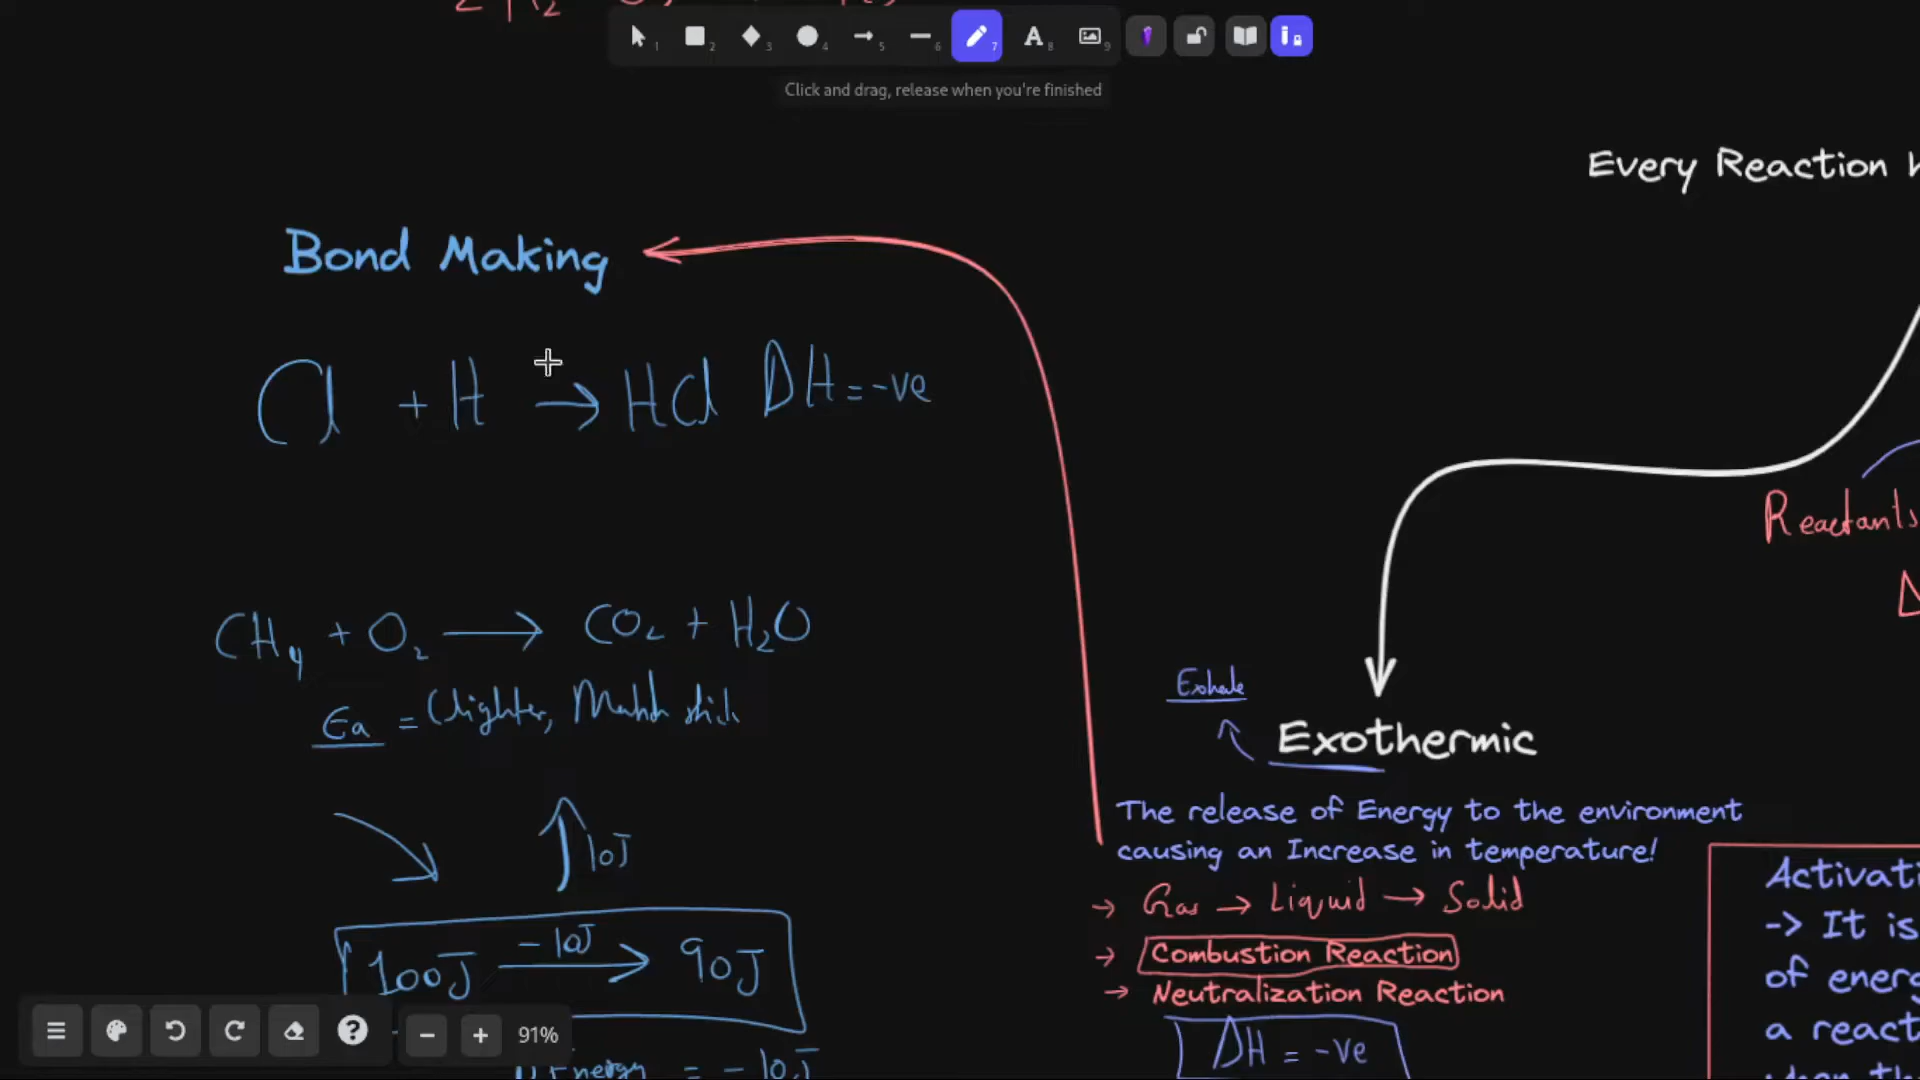 Click and drag, release when you're finished
Every Reaction
Bond Making
Cl + H → HCl ΔH = -ve
Reactants
CH4 + O2 → CO2 + H2O
Ea = (lighter, Match stick
Exhale
Exothermic
The release of Energy to the environment
causing an Increase in temperature!
→ Gas → Liquid → Solid
→ Combustion Reaction
→ Neutralization Reaction
ΔH = -ve
10J
100J -10J → 90J
Energy = -10J
Activati
-> It is
of energ
a react
91%